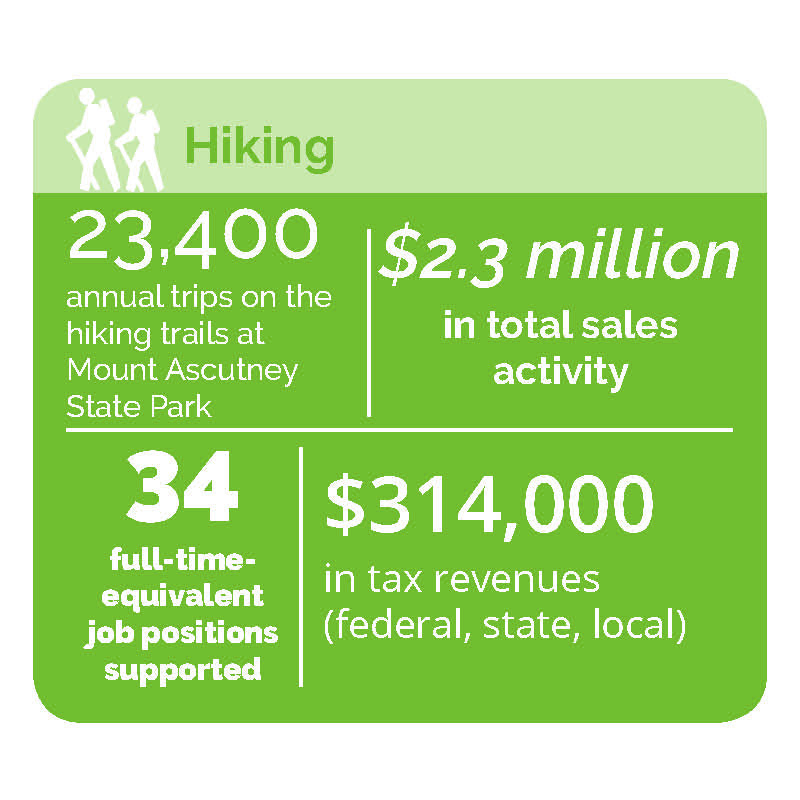 Hiking
23,400
annual trips on the
hiking trails at
Mount Ascutney
State Park
$2.3 million
in total sales
activity
34
full-time-
equivalent
job positions
supported
$314,000
in tax revenues
(federal, state, local)